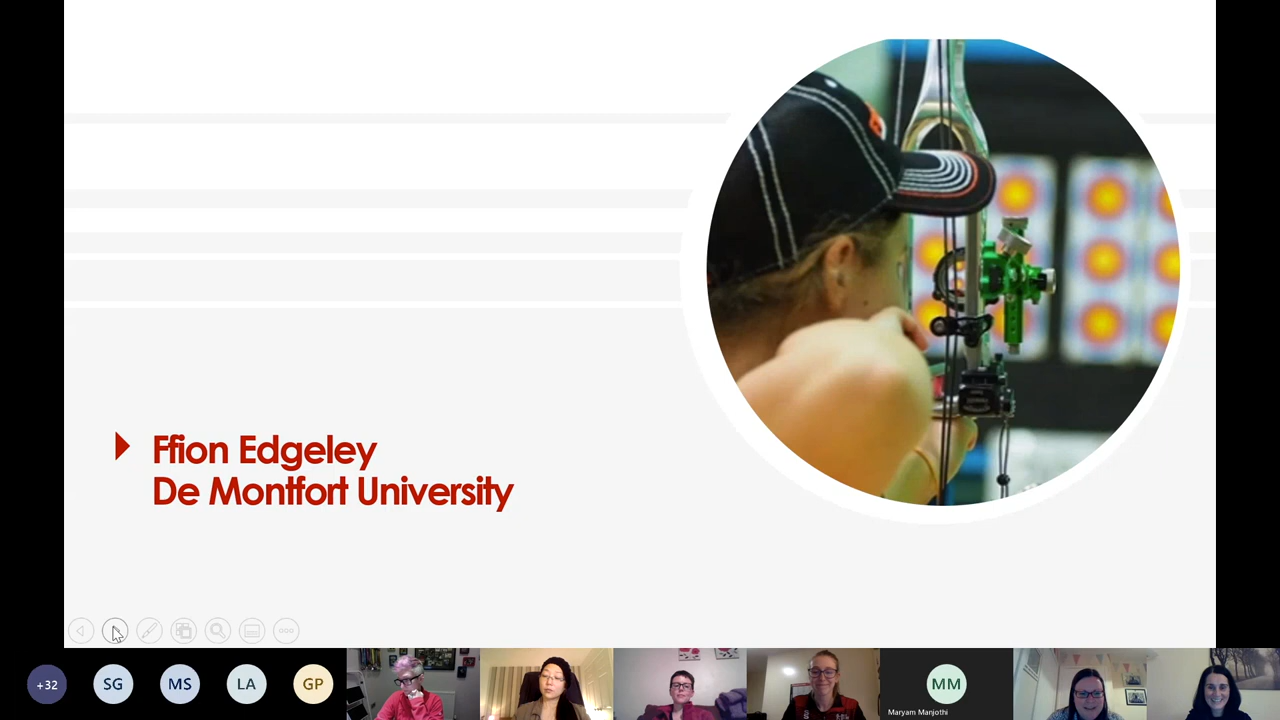 Ffion Edgeley
De Montfort University
+32
SG
MS
LA
GP
MM
Maryam Manjothi